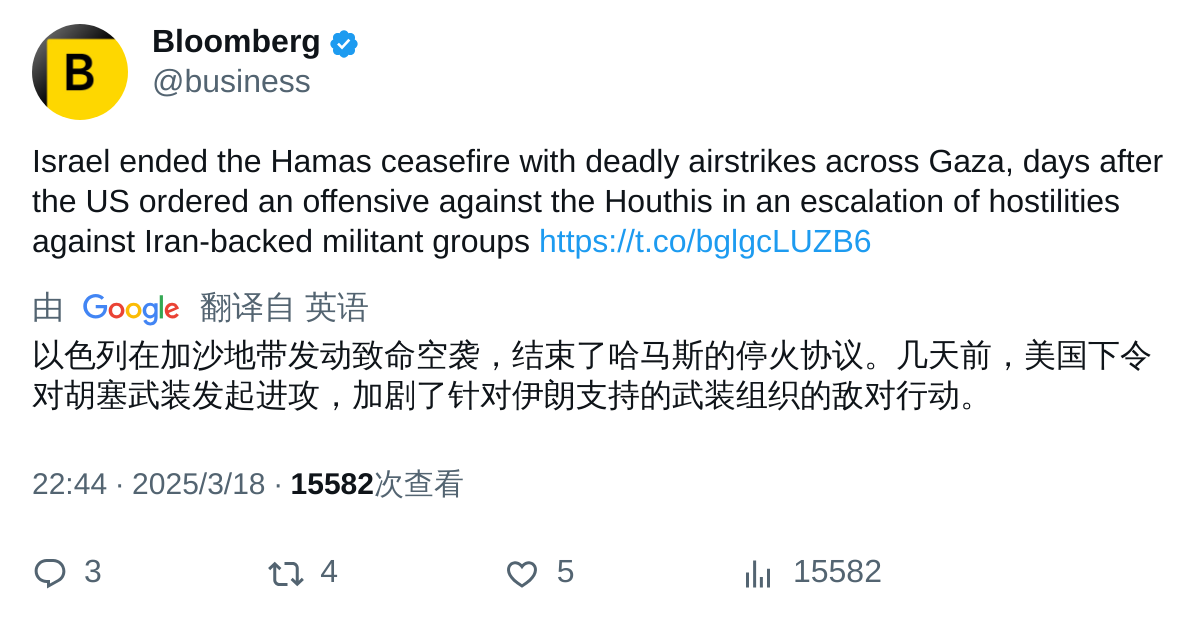 B
Bloomberg
@business
Israel ended the Hamas ceasefire with deadly airstrikes across Gaza, days after
the US ordered an offensive against the Houthis in an escalation of hostilities
against Iran-backed militant groups https://t.co/bglgcLUZB6
由 Google 翻译自 英语
以色列在加沙地带发动致命空袭，结束了哈马斯的停火协议。几天前，美国下令
对胡塞武装发起进攻，加剧了针对伊朗支持的武装组织的敌对行动。
22:44 · 2025/3/18 · 15582次查看
3 4 5 15582